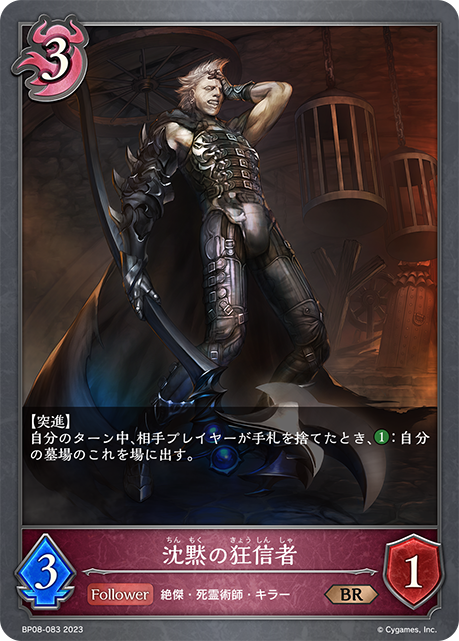 3
【突進】
自分のターン中、相手プレイヤーが手札を捨てたとき、1：自分
の墓場のこれを場に出す。
ちん もく きょう しん しゃ
沈黙の狂信者
3
Follower 絶傑・死霊術師・キラー BR
1
BP08-083 2023 © Cygames, Inc.